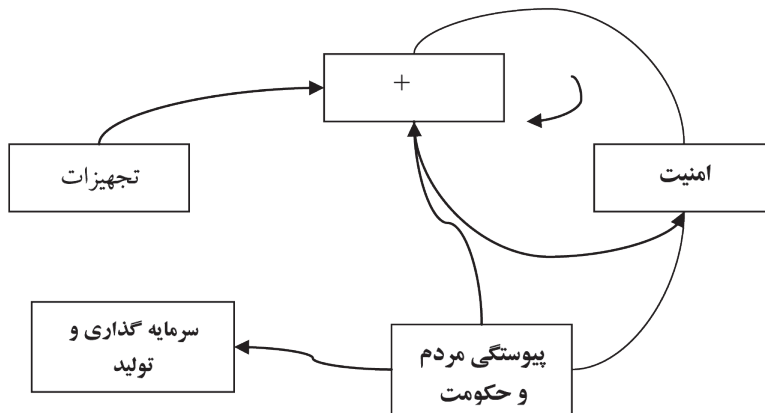 +
تجهیزات
امنیت
سرمایه گذاری و
تولید
پیوستگی مردم
و حکومت